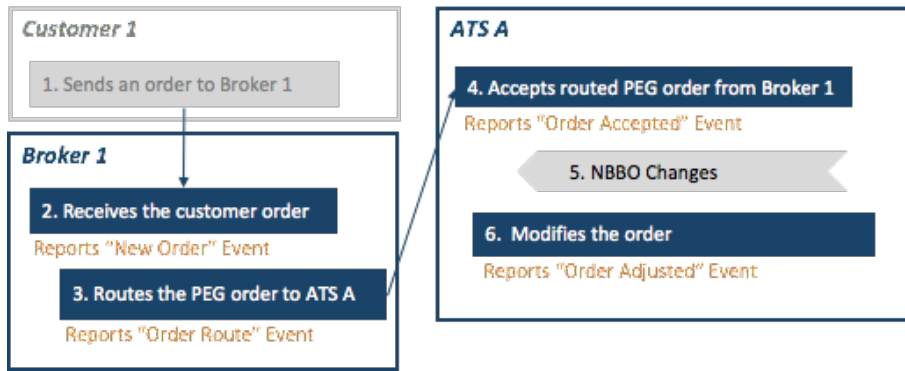 Customer 1
1. Sends an order to Broker 1
Broker 1
2. Receives the customer order
Reports "New Order" Event
3. Routes the PEG order to ATS A
Reports "Order Route" Event
ATS A
4. Accepts routed PEG order from Broker 1
Reports "Order Accepted" Event
5. NBBO Changes
6. Modifies the order
Reports "Order Adjusted" Event